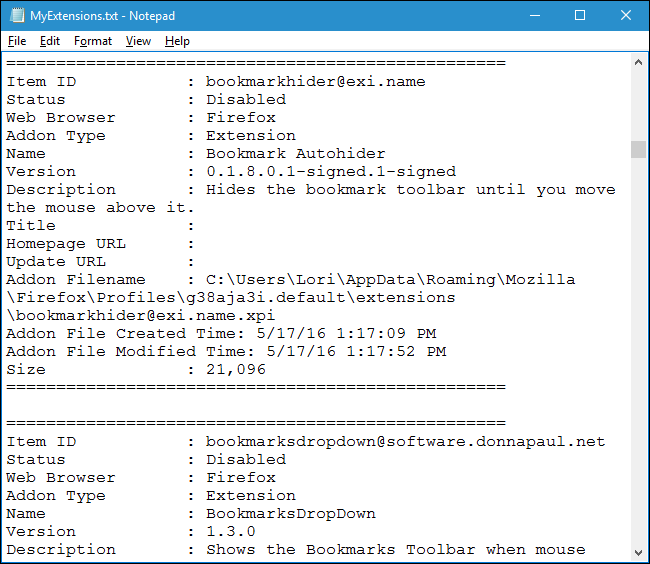 MyExtensions.txt - Notepad
File Edit Format View Help
==================================================
Item ID           : bookmarkhider@exi.name
Status            : Disabled
Web Browser       : Firefox
Addon Type        : Extension
Name              : Bookmark Autohider
Version           : 0.1.8.0.1-signed.1-signed
Description       : Hides the bookmark toolbar until you move
the mouse above it.
Title             :
Homepage URL      :
Update URL        :
Addon Filename    : C:\Users\Lori\AppData\Roaming\Mozilla
\Firefox\Profiles\g38aja3i.default\extensions
\bookmarkhider@exi.name.xpi
Addon File Created Time: 5/17/16 1:17:09 PM
Addon File Modified Time: 5/17/16 1:17:52 PM
Size              : 21,096
==================================================

==================================================
Item ID           : bookmarksdropdown@software.donnapaul.net
Status            : Disabled
Web Browser       : Firefox
Addon Type        : Extension
Name              : BookmarksDropDown
Version           : 1.3.0
Description       : Shows the Bookmarks Toolbar when mouse